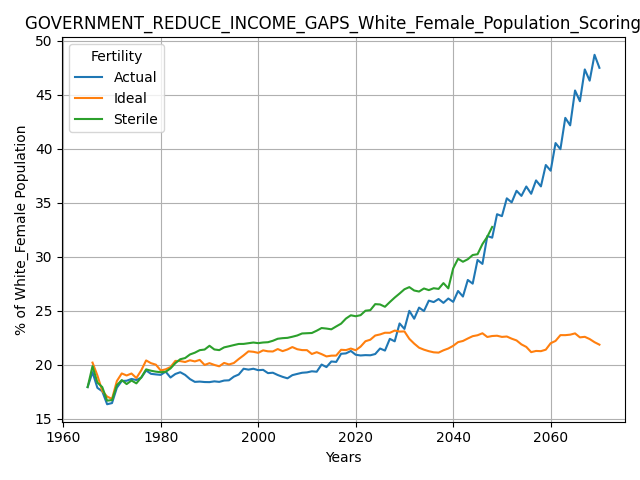 GOVERNMENT_REDUCE_INCOME_GAPS_White_Female_Population_Scoring
50
45
40
35
30
25
20
15
% of White_Female Population
Fertility
Actual
Ideal
Sterile
1960 1980 2000 2020 2040 2060
Years